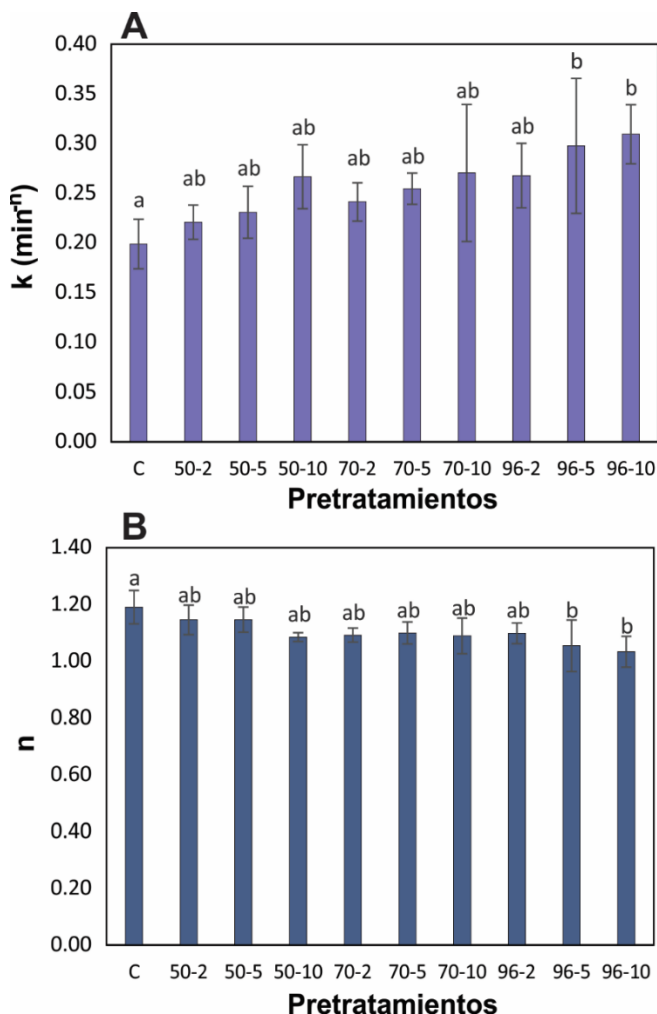 A
0.40
0.35
0.30
0.25
0.20
0.15
0.10
0.05
0.00
k (min⁻ⁿ)
a
ab
ab
ab
ab
ab
ab
ab
b
b
C 50-2 50-5 50-10 70-2 70-5 70-10 96-2 96-5 96-10
Pretratamientos
B
1.40
1.20
1.00
0.80
0.60
0.40
0.20
0.00
n
a
ab
ab
ab
ab
ab
ab
ab
b
b
C 50-2 50-5 50-10 70-2 70-5 70-10 96-2 96-5 96-10
Pretratamientos